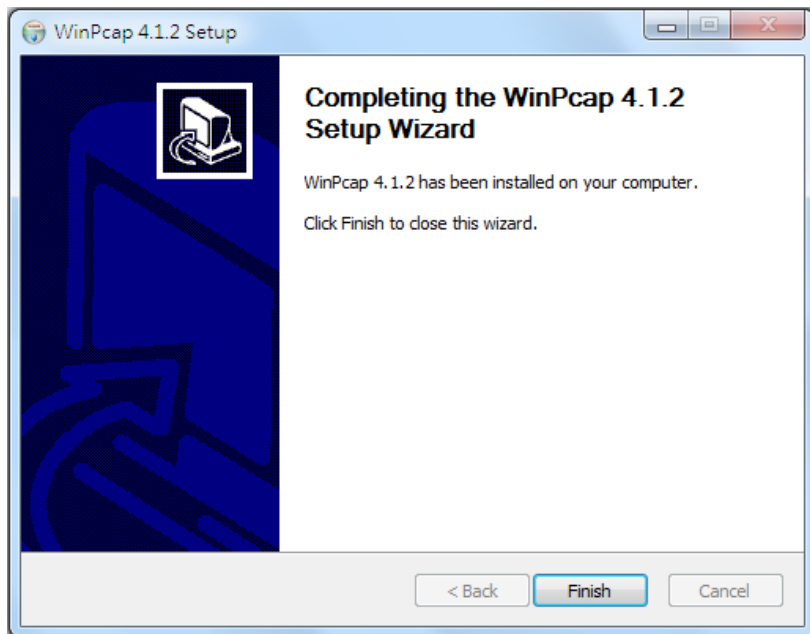 WinPcap 4.1.2 Setup
Completing the WinPcap 4.1.2
Setup Wizard
WinPcap 4.1.2 has been installed on your computer.
Click Finish to close this wizard.
< Back
Finish
Cancel